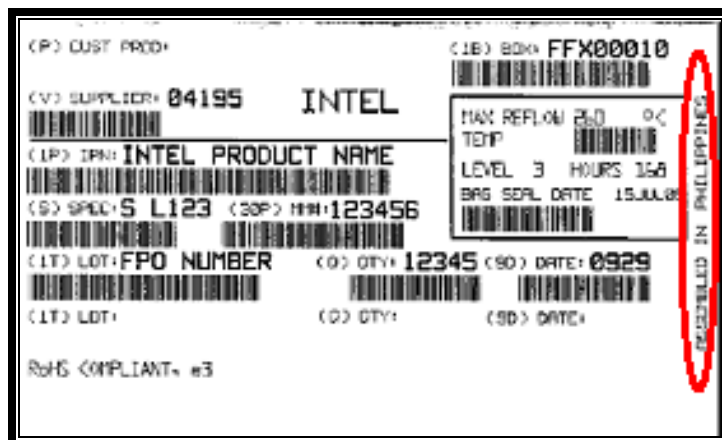 (P) CUST PROD:
(1B) BOX: FFX00010
(V) SUPPLIER: 04195
INTEL
MAX REFLOW 260 °C
TEMP
(1P) IPN: INTEL PRODUCT NAME
LEVEL 3 HOURS 168
(S) SPEC: S L123 (30P) MM#: 123456
BAG SEAL DATE 15JUL09
(1T) LOT: FPO NUMBER (Q) QTY: 12345 (9D) DATE: 0929
(1T) LOT: (Q) QTY: (9D) DATE:
RoHS COMPLIANT, e3
ASSEMBLED IN PHILIPPINES